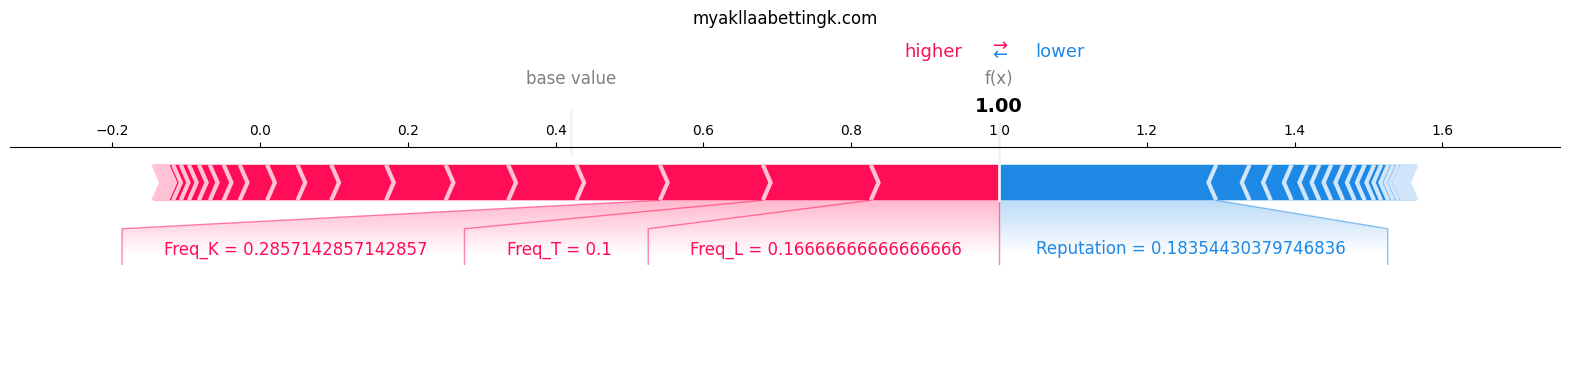 myakllaabettingk.com
higher ⇄ lower
base value f(x)
1.00
−0.2 0.0 0.2 0.4 0.6 0.8 1.0 1.2 1.4 1.6
Freq_K = 0.2857142857142857 Freq_T = 0.1 Freq_L = 0.16666666666666666 Reputation = 0.18354430379746836